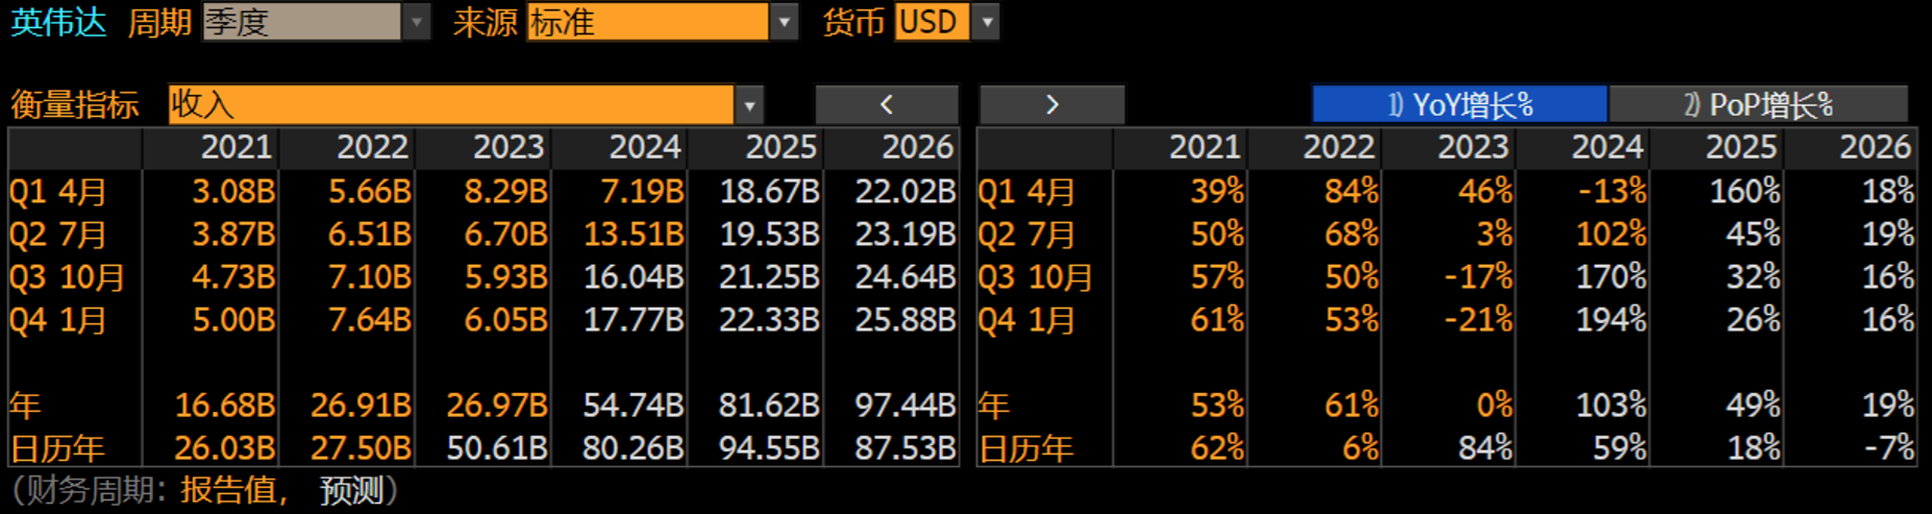 英伟达 周期 季度 来源 标准 货币 USD
衡量指标 收入 < > 1) YoY增长% 2) PoP增长%
2021 2022 2023 2024 2025 2026 2021 2022 2023 2024 2025 2026
Q1 4月 3.08B 5.66B 8.29B 7.19B 18.67B 22.02B Q1 4月 39% 84% 46% -13% 160% 18%
Q2 7月 3.87B 6.51B 6.70B 13.51B 19.53B 23.19B Q2 7月 50% 68% 3% 102% 45% 19%
Q3 10月 4.73B 7.10B 5.93B 16.04B 21.25B 24.64B Q3 10月 57% 50% -17% 170% 32% 16%
Q4 1月 5.00B 7.64B 6.05B 17.77B 22.33B 25.88B Q4 1月 61% 53% -21% 194% 26% 16%
年 16.68B 26.91B 26.97B 54.74B 81.62B 97.44B 年 53% 61% 0% 103% 49% 19%
日历年 26.03B 27.50B 50.61B 80.26B 94.55B 87.53B 日历年 62% 6% 84% 59% 18% -7%
(财务周期: 报告值, 预测)